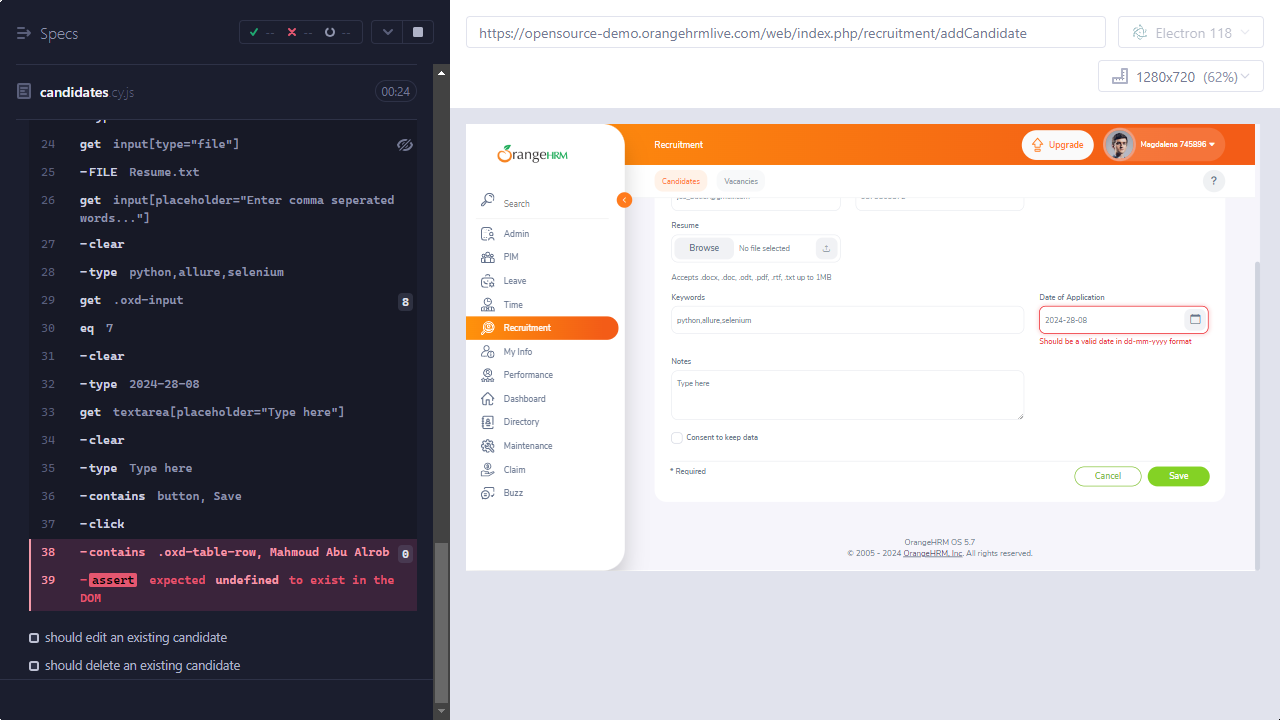 Specs
-- -- --
candidates cy.js
00:24
24 get input[type="file"]
25 -FILE Resume.txt
26 get input[placeholder="Enter comma seperated
words..."]
27 -clear
28 -type python,allure,selenium
29 get .oxd-input 8
30 eq 7
31 -clear
32 -type 2024-28-08
33 get textarea[placeholder="Type here"]
34 -clear
35 -type Type here
36 -contains button, Save
37 -click
38 -contains .oxd-table-row, Mahmoud Abu Alrob 0
39 -assert expected undefined to exist in the
DOM
should edit an existing candidate
should delete an existing candidate
https://opensource-demo.orangehrmlive.com/web/index.php/recruitment/addCandidate
Electron 118
1280x720 (62%)
OrangeHRM
Search
Admin
PIM
Leave
Time
Recruitment
My Info
Performance
Dashboard
Directory
Maintenance
Claim
Buzz
Recruitment
Upgrade
Magdalena 745896
Candidates
Vacancies
?
Resume
Browse
No file selected
Accepts .docx, .doc, .odt, .pdf, .rtf, .txt up to 1MB
Keywords
python,allure,selenium
Date of Application
2024-28-08
Should be a valid date in dd-mm-yyyy format
Notes
Type here
Consent to keep data
* Required
Cancel
Save
OrangeHRM OS 5.7
© 2005 - 2024 OrangeHRM, Inc. All rights reserved.